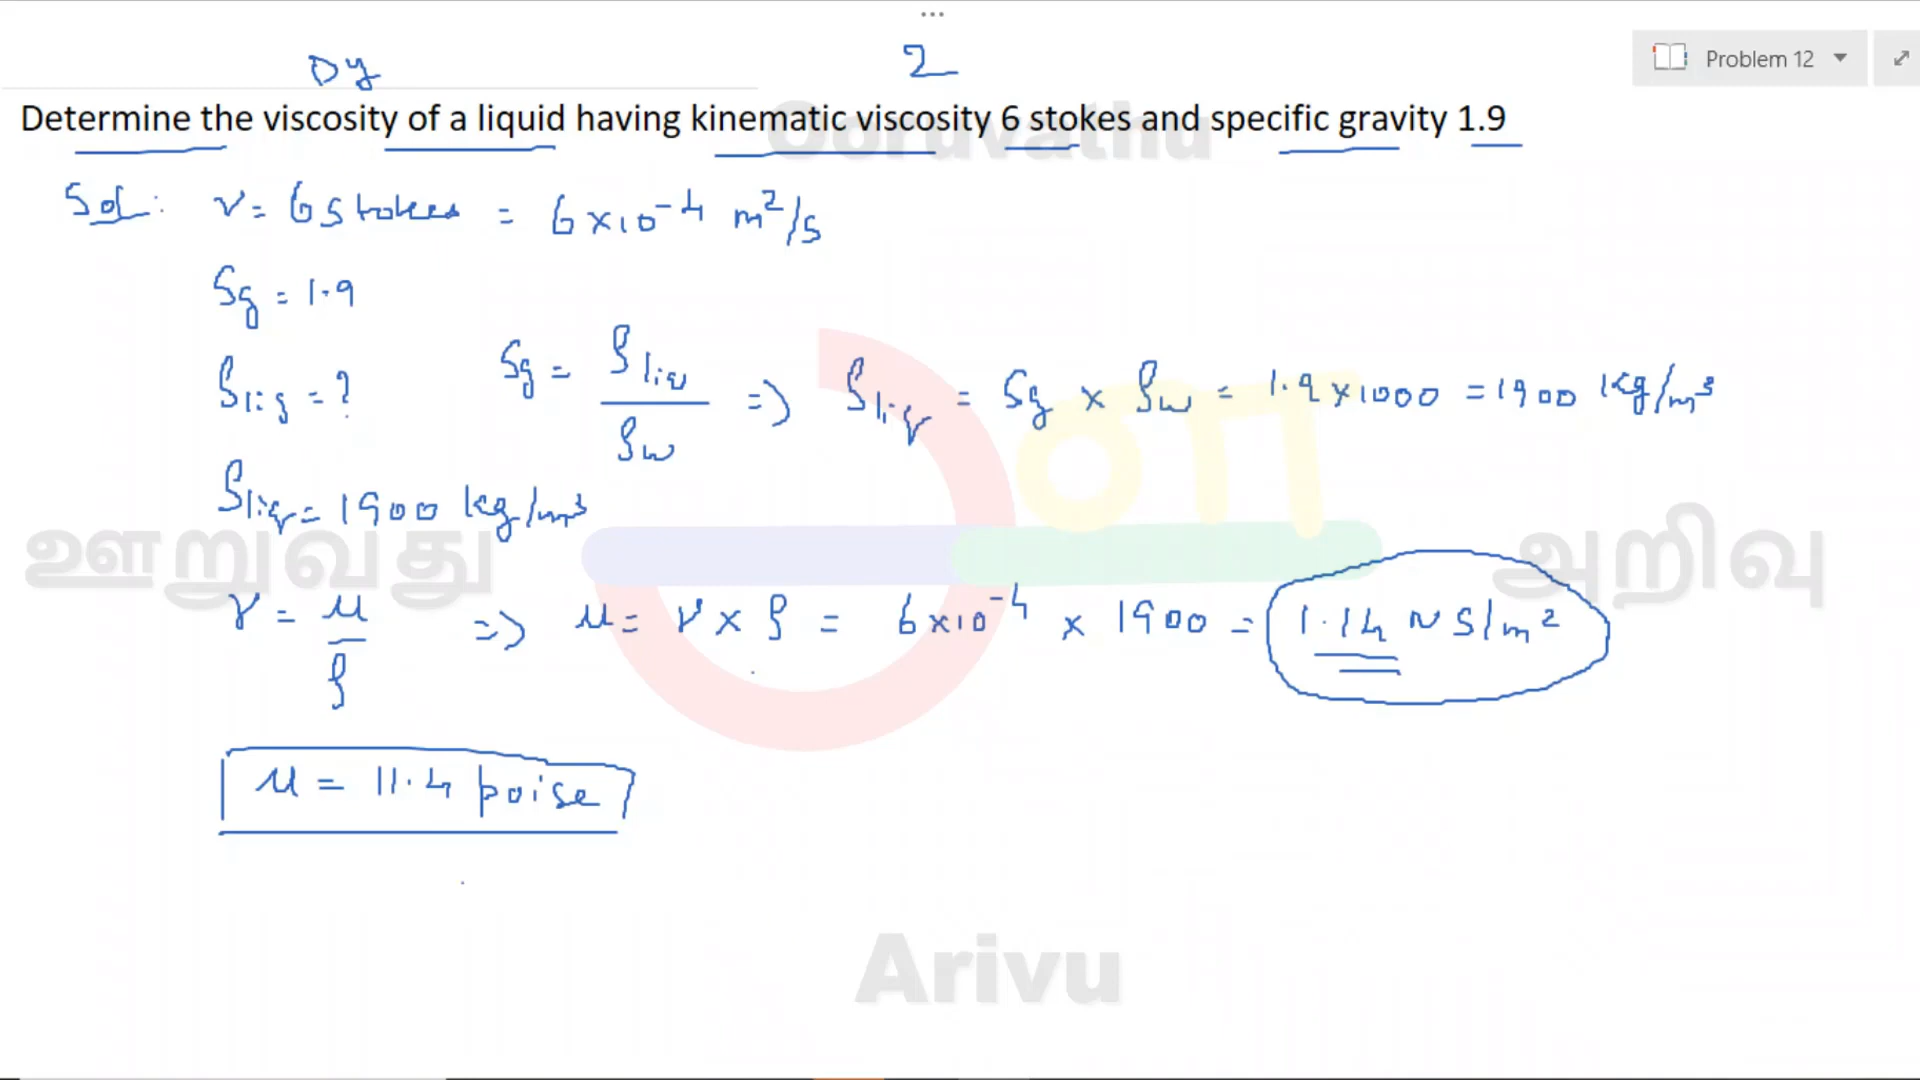 ...
Dy 2
Problem 12
Determine the viscosity of a liquid having kinematic viscosity 6 stokes and specific gravity 1.9
Ooruvathu
Sol: ν = 6 stokes = 6 × 10⁻⁴ m²/s
Sg = 1.9
ρliq = ? Sg = ρliq / ρw => ρliq = Sg × ρw = 1.9 × 1000 = 1900 kg/m³
ρliq = 1900 kg/m³
ஊறுவது ஒரு அறிவு
γ = μ / ρ => μ = ν × ρ = 6 × 10⁻⁴ × 1900 = 1.14 NS/m²
μ = 11.4 poise
Arivu